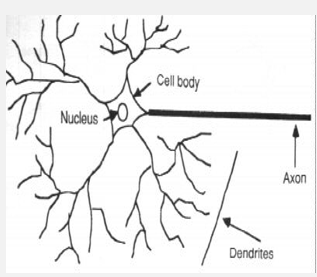 Cell body
Nucleus
Axon
Dendrites